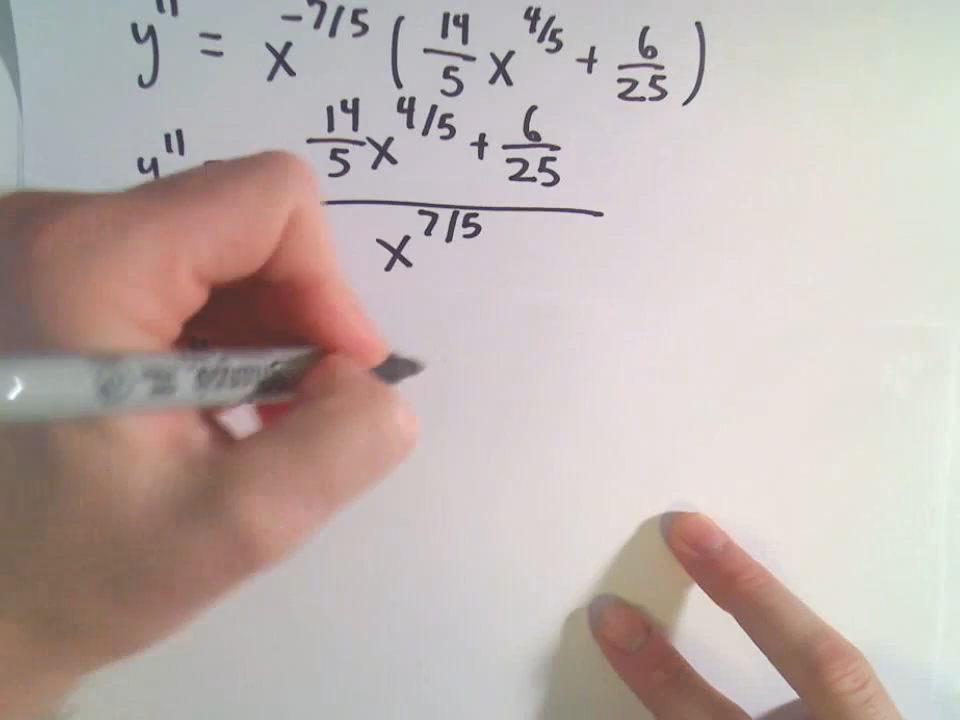 y'' = x^{-7/5} ( 14/5 x^{4/5} + 6/25 )
y'' = (14/5 x^{4/5} + 6/25) / x^{7/5}